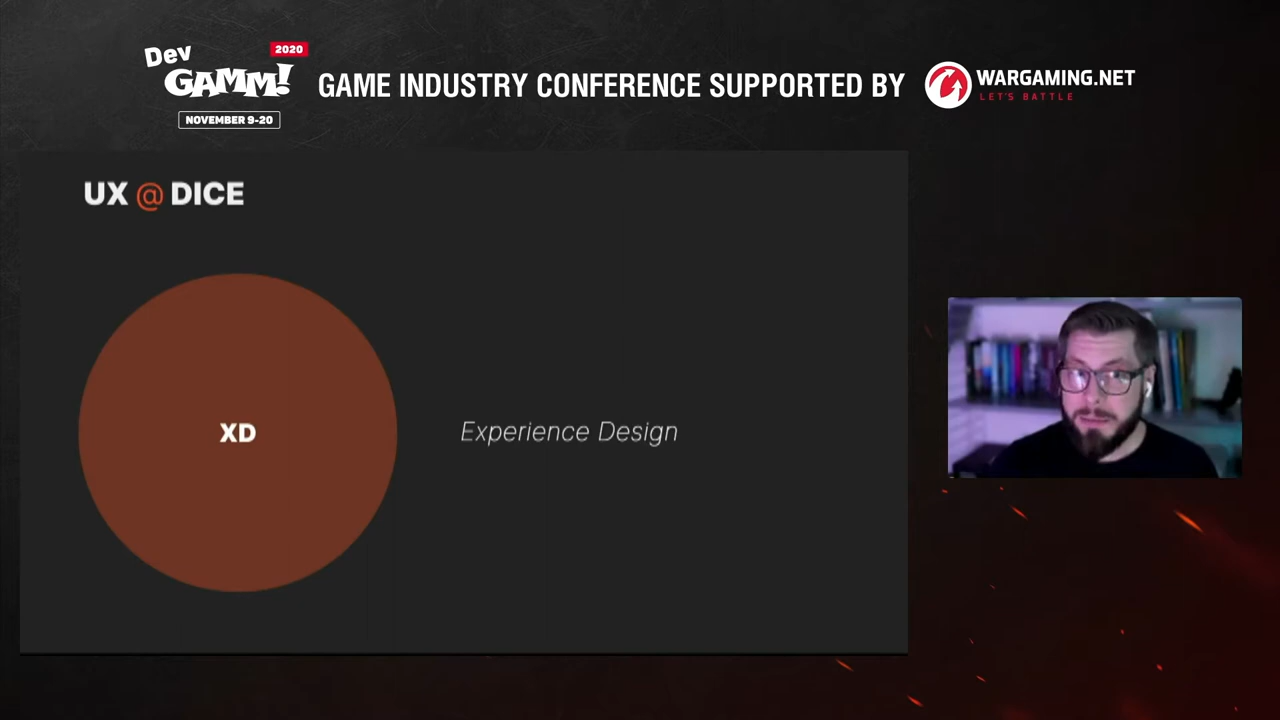 Dev
GAMM!
2020
NOVEMBER 9-20
GAME INDUSTRY CONFERENCE SUPPORTED BY
WARGAMING.NET
LET'S BATTLE
UX @ DICE
XD
Experience Design